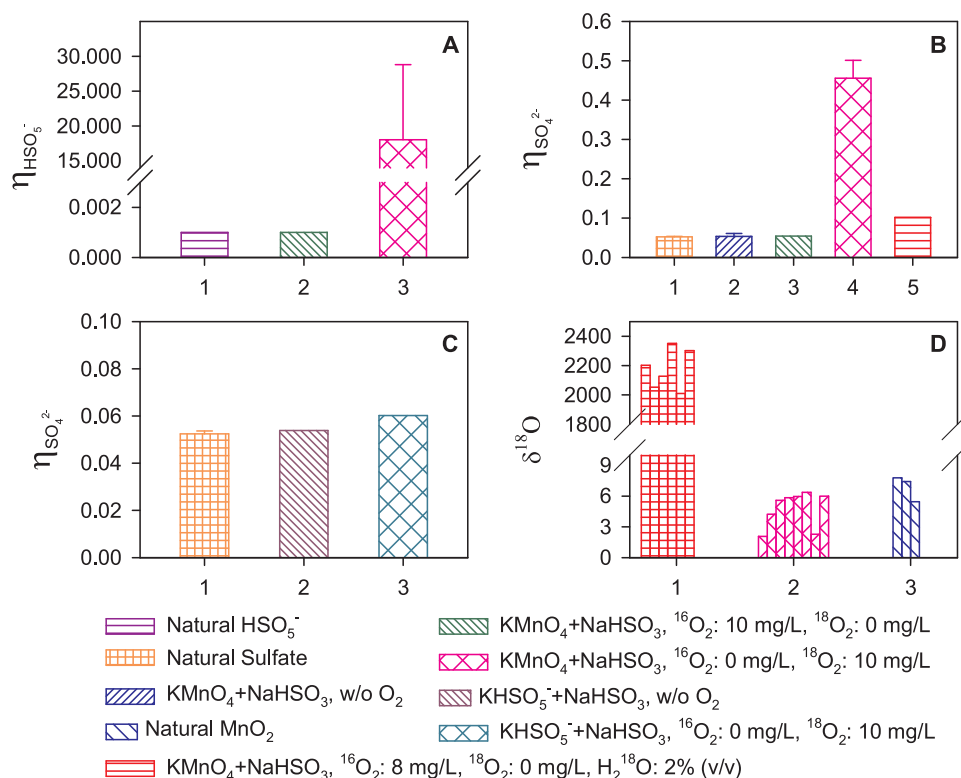 A
η_HSO₅⁻
30.000
25.000
20.000
15.000
0.002
0.000
1 2 3
B
η_SO₄²⁻
0.6
0.5
0.4
0.3
0.2
0.1
0.0
1 2 3 4 5
C
η_SO₄²⁻
0.10
0.08
0.06
0.04
0.02
0.00
1 2 3
D
δ¹⁸O
2400
2200
2000
1800
9
6
3
0
1 2 3
Natural HSO₅⁻
Natural Sulfate
KMnO₄+NaHSO₃, w/o O₂
Natural MnO₂
KMnO₄+NaHSO₃, ¹⁶O₂: 8 mg/L, ¹⁸O₂: 0 mg/L, H₂¹⁸O: 2% (v/v)
KMnO₄+NaHSO₃, ¹⁶O₂: 10 mg/L, ¹⁸O₂: 0 mg/L
KMnO₄+NaHSO₃, ¹⁶O₂: 0 mg/L, ¹⁸O₂: 10 mg/L
KHSO₅⁻+NaHSO₃, w/o O₂
KHSO₅⁻+NaHSO₃, ¹⁶O₂: 0 mg/L, ¹⁸O₂: 10 mg/L